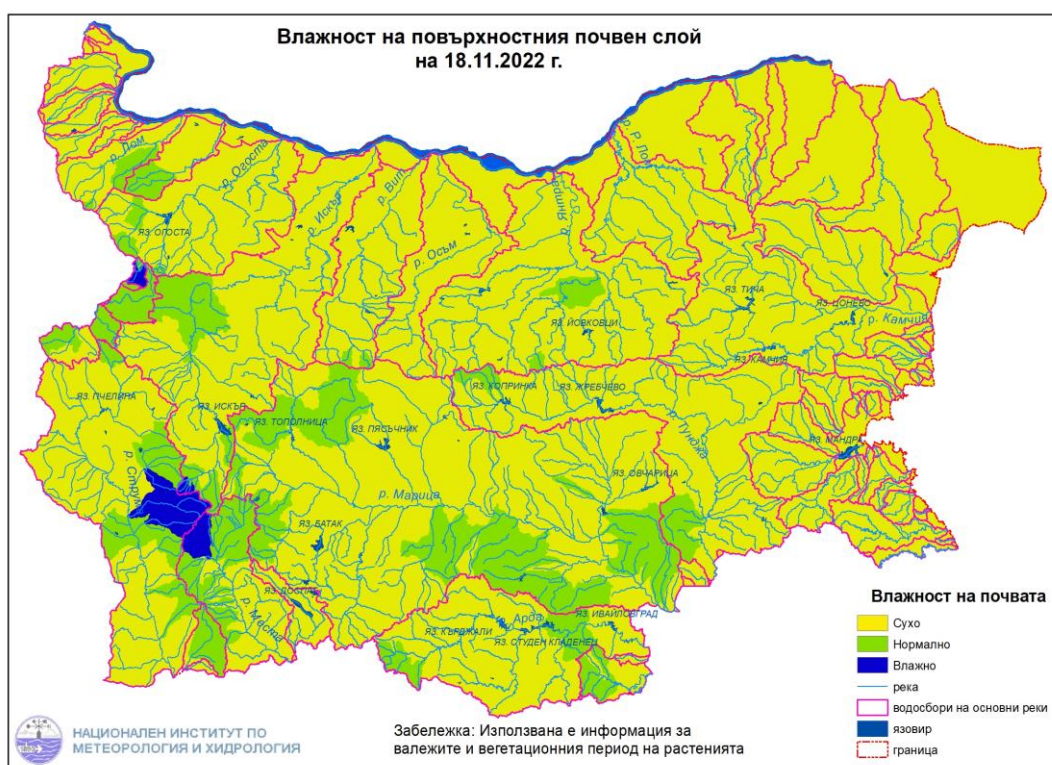 Влажност на повърхностния почвен слой
на 18.11.2022 г.
р. Лом
р. Огоста
р. Искър
р. Вит
р. Осъм
р. Янтра
р. Р.Лом
ЯЗ. ОГОСТА
ЯЗ. ТИЧА
ЯЗ. ЦОНЕВО
р. Камчия
ЯЗ. ЙОВКОВЦИ
ЯЗ. КАМЧИЯ
ЯЗ. ПЧЕЛИНА
ЯЗ. ИСКЪР
ЯЗ. ТОПОЛНИЦА
ЯЗ. ПЯСЪЧНИК
ЯЗ. КОПРИНКА
ЯЗ. ЖРЕБЧЕВО
р. Тунджа
ЯЗ. МАНДРА
р. Струма
р. Марица
ЯЗ. ОВЧАРИЦА
ЯЗ. БАТАК
ЯЗ. ДОСПАТ
р. Места
р. Арда
ЯЗ. ИВАЙЛОВГРАД
ЯЗ. КЪРДЖАЛИ
ЯЗ. СТУДЕН КЛАДЕНЕЦ
Влажност на почвата
Сухо
Нормално
Влажно
река
водосбори на основни реки
язовир
граница
НАЦИОНАЛЕН ИНСТИТУТ ПО
МЕТЕОРОЛОГИЯ И ХИДРОЛОГИЯ
Забележка: Използвана е информация за
валежите и вегетационния период на растенията